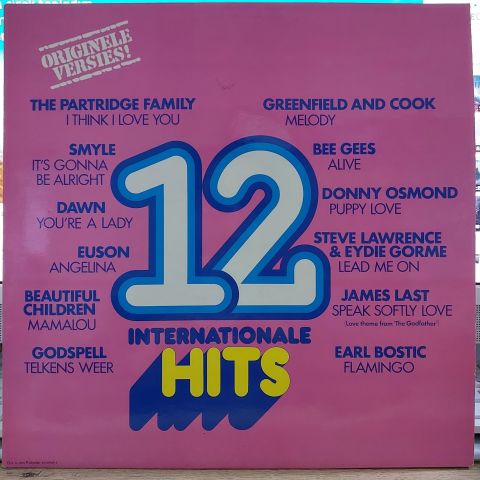 ORIGINELE
VERSIES!
THE PARTRIDGE FAMILY
I THINK I LOVE YOU
SMYLE
IT'S GONNA
BE ALRIGHT
DAWN
YOU'RE A LADY
EUSON
ANGELINA
BEAUTIFUL
CHILDREN
MAMALOU
GODSPELL
TELKENS WEER
GREENFIELD AND COOK
MELODY
BEE GEES
ALIVE
DONNY OSMOND
PUPPY LOVE
STEVE LAWRENCE
& EYDIE GORME
LEAD ME ON
JAMES LAST
SPEAK SOFTLY LOVE
(Love theme from 'The Godfather')
EARL BOSTIC
FLAMINGO
12
INTERNATIONALE
HITS